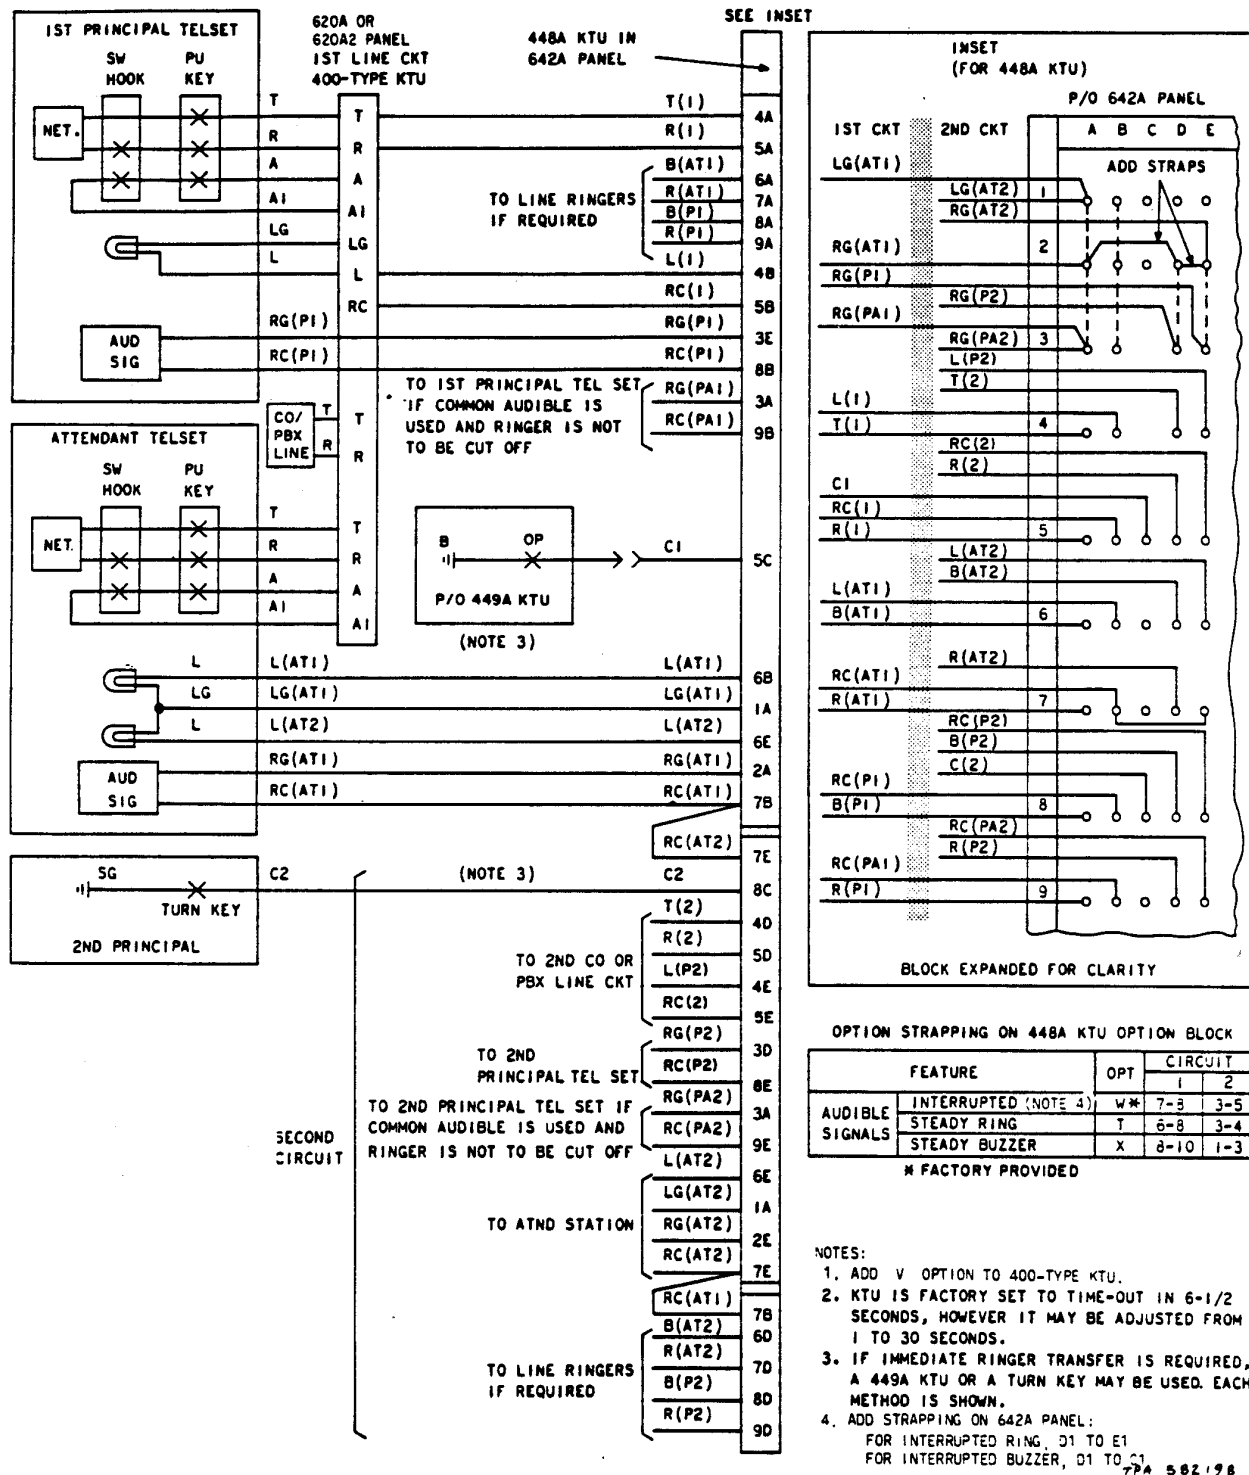 1ST PRINCIPAL TELSET
SW HOOK
PU KEY
NET.
T
R
A
A1
LG
L
RG(P1)
RC(P1)
AUD SIG
620A OR
620A2 PANEL
1ST LINE CKT
400-TYPE KTU
T
R
A
A1
LG
L
RC
CO/ PBX LINE
T
R
T
R
T
R
A
A1
ATTENDANT TELSET
SW HOOK
PU KEY
NET.
T
R
A
A1
L
LG
L
L(AT1)
LG(AT1)
L(AT2)
RG(AT1)
RC(AT1)
AUD SIG
SG
C2
TURN KEY
2ND PRINCIPAL
SEE INSET
448A KTU IN
642A PANEL
T(1) 4A
R(1) 5A
TO LINE RINGERS
IF REQUIRED
B(AT1) 6A
R(AT1) 7A
B(P1) 8A
R(P1) 9A
L(1) 4B
RC(1) 5B
RG(P1) 3E
RC(P1) 8B
TO 1ST PRINCIPAL TEL SET
IF COMMON AUDIBLE IS
USED AND RINGER IS NOT
TO BE CUT OFF
RG(PA1) 3A
RC(PA1) 9B
B OP
P/O 449A KTU
(NOTE 3)
C1 5C
L(AT1) 6B
LG(AT1) 1A
L(AT2) 6E
RG(AT1) 2A
RC(AT1) 7B
RC(AT2) 7E
(NOTE 3)
C2 8C
SECOND
CIRCUIT
TO 2ND CO OR
PBX LINE CKT
T(2) 4D
R(2) 5D
L(P2) 4E
RC(2) 5E
TO 2ND
PRINCIPAL TEL SET
RG(P2) 3D
RC(P2) 8E
TO 2ND PRINCIPAL TEL SET IF
COMMON AUDIBLE IS USED AND
RINGER IS NOT TO BE CUT OFF
RG(PA2) 3A
RC(PA2) 9E
TO ATND STATION
L(AT2) 6E
LG(AT2) 1A
RG(AT2) 2E
RC(AT2) 7E
RC(AT1) 7B
TO LINE RINGERS
IF REQUIRED
B(AT2) 6D
R(AT2) 7D
B(P2) 8D
R(P2) 9D
INSET
(FOR 448A KTU)
P/O 642A PANEL
1ST CKT 2ND CKT A B C D E
ADD STRAPS
LG(AT1)
LG(AT2) 1
RG(AT2)
RG(AT1) 2
RG(P1)
RG(P2)
RG(PA1)
RG(PA2) 3
L(P2)
T(2)
L(1)
T(1) 4
RC(2)
R(2)
C1
RC(1)
R(1) 5
L(AT2)
B(AT2)
L(AT1)
B(AT1) 6
R(AT2)
RC(AT1)
R(AT1) 7
RC(P2)
B(P2)
C(2)
RC(P1)
B(P1) 8
RC(PA2)
R(P2)
RC(PA1)
R(P1) 9
BLOCK EXPANDED FOR CLARITY
OPTION STRAPPING ON 448A KTU OPTION BLOCK
FEATURE OPT CIRCUIT
1 2
AUDIBLE SIGNALS
INTERRUPTED (NOTE 4) W* 7-8 3-5
STEADY RING T 6-8 3-4
STEADY BUZZER X 8-10 1-3
* FACTORY PROVIDED
NOTES:
1. ADD V OPTION TO 400-TYPE KTU.
2. KTU IS FACTORY SET TO TIME-OUT IN 6-1/2
SECONDS, HOWEVER IT MAY BE ADJUSTED FROM
1 TO 30 SECONDS.
3. IF IMMEDIATE RINGER TRANSFER IS REQUIRED,
A 449A KTU OR A TURN KEY MAY BE USED. EACH
METHOD IS SHOWN.
4. ADD STRAPPING ON 642A PANEL:
FOR INTERRUPTED RING, D1 TO E1
FOR INTERRUPTED BUZZER, D1 TO
TPA 582198